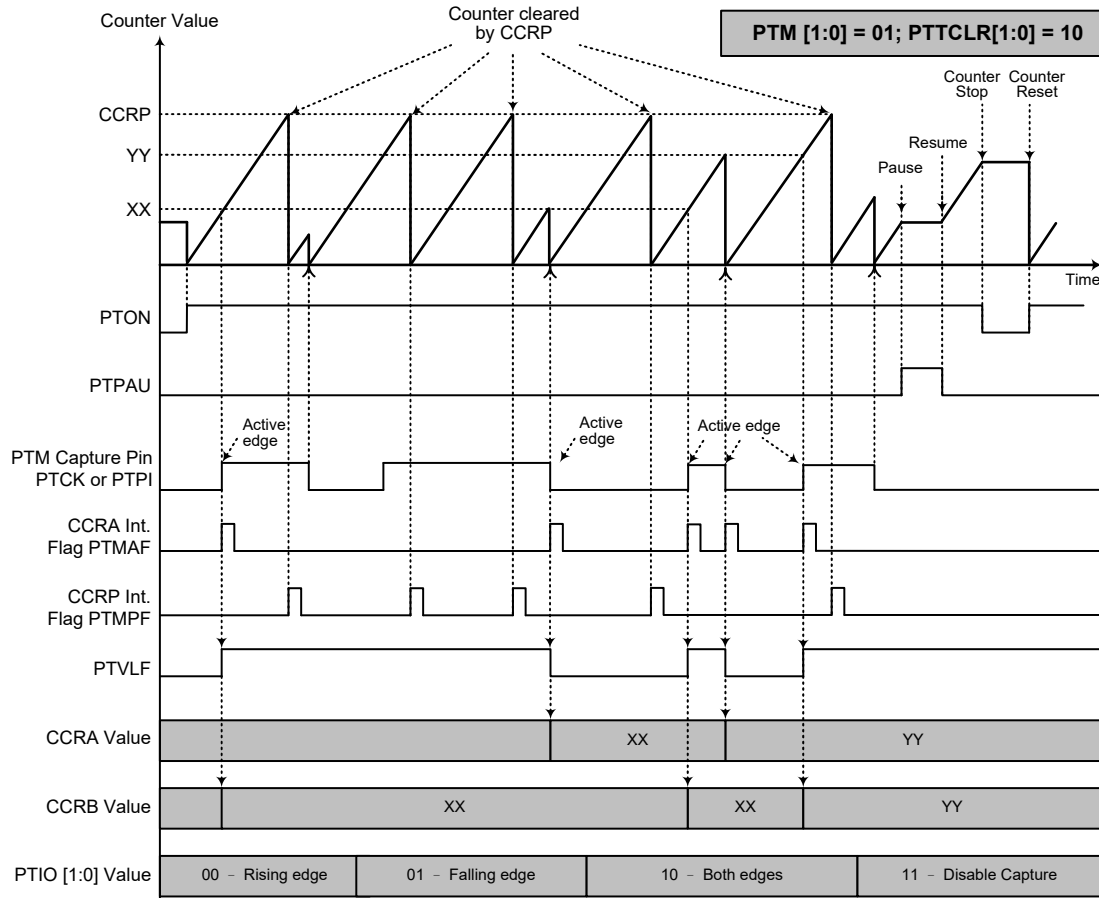 Counter Value
Counter cleared
by CCRP
PTM [1:0] = 01; PTTCLR[1:0] = 10
Counter
Stop
Counter
Reset
CCRP
YY
Resume
Pause
XX
Time
PTON
PTPAU
Active
edge
Active
edge
Active edge
PTM Capture Pin
PTCK or PTPI
CCRA Int.
Flag PTMAF
CCRP Int.
Flag PTMPF
PTVLF
CCRA Value
XX
YY
CCRB Value
XX
XX
YY
PTIO [1:0] Value
00 – Rising edge
01 – Falling edge
10 – Both edges
11 – Disable Capture